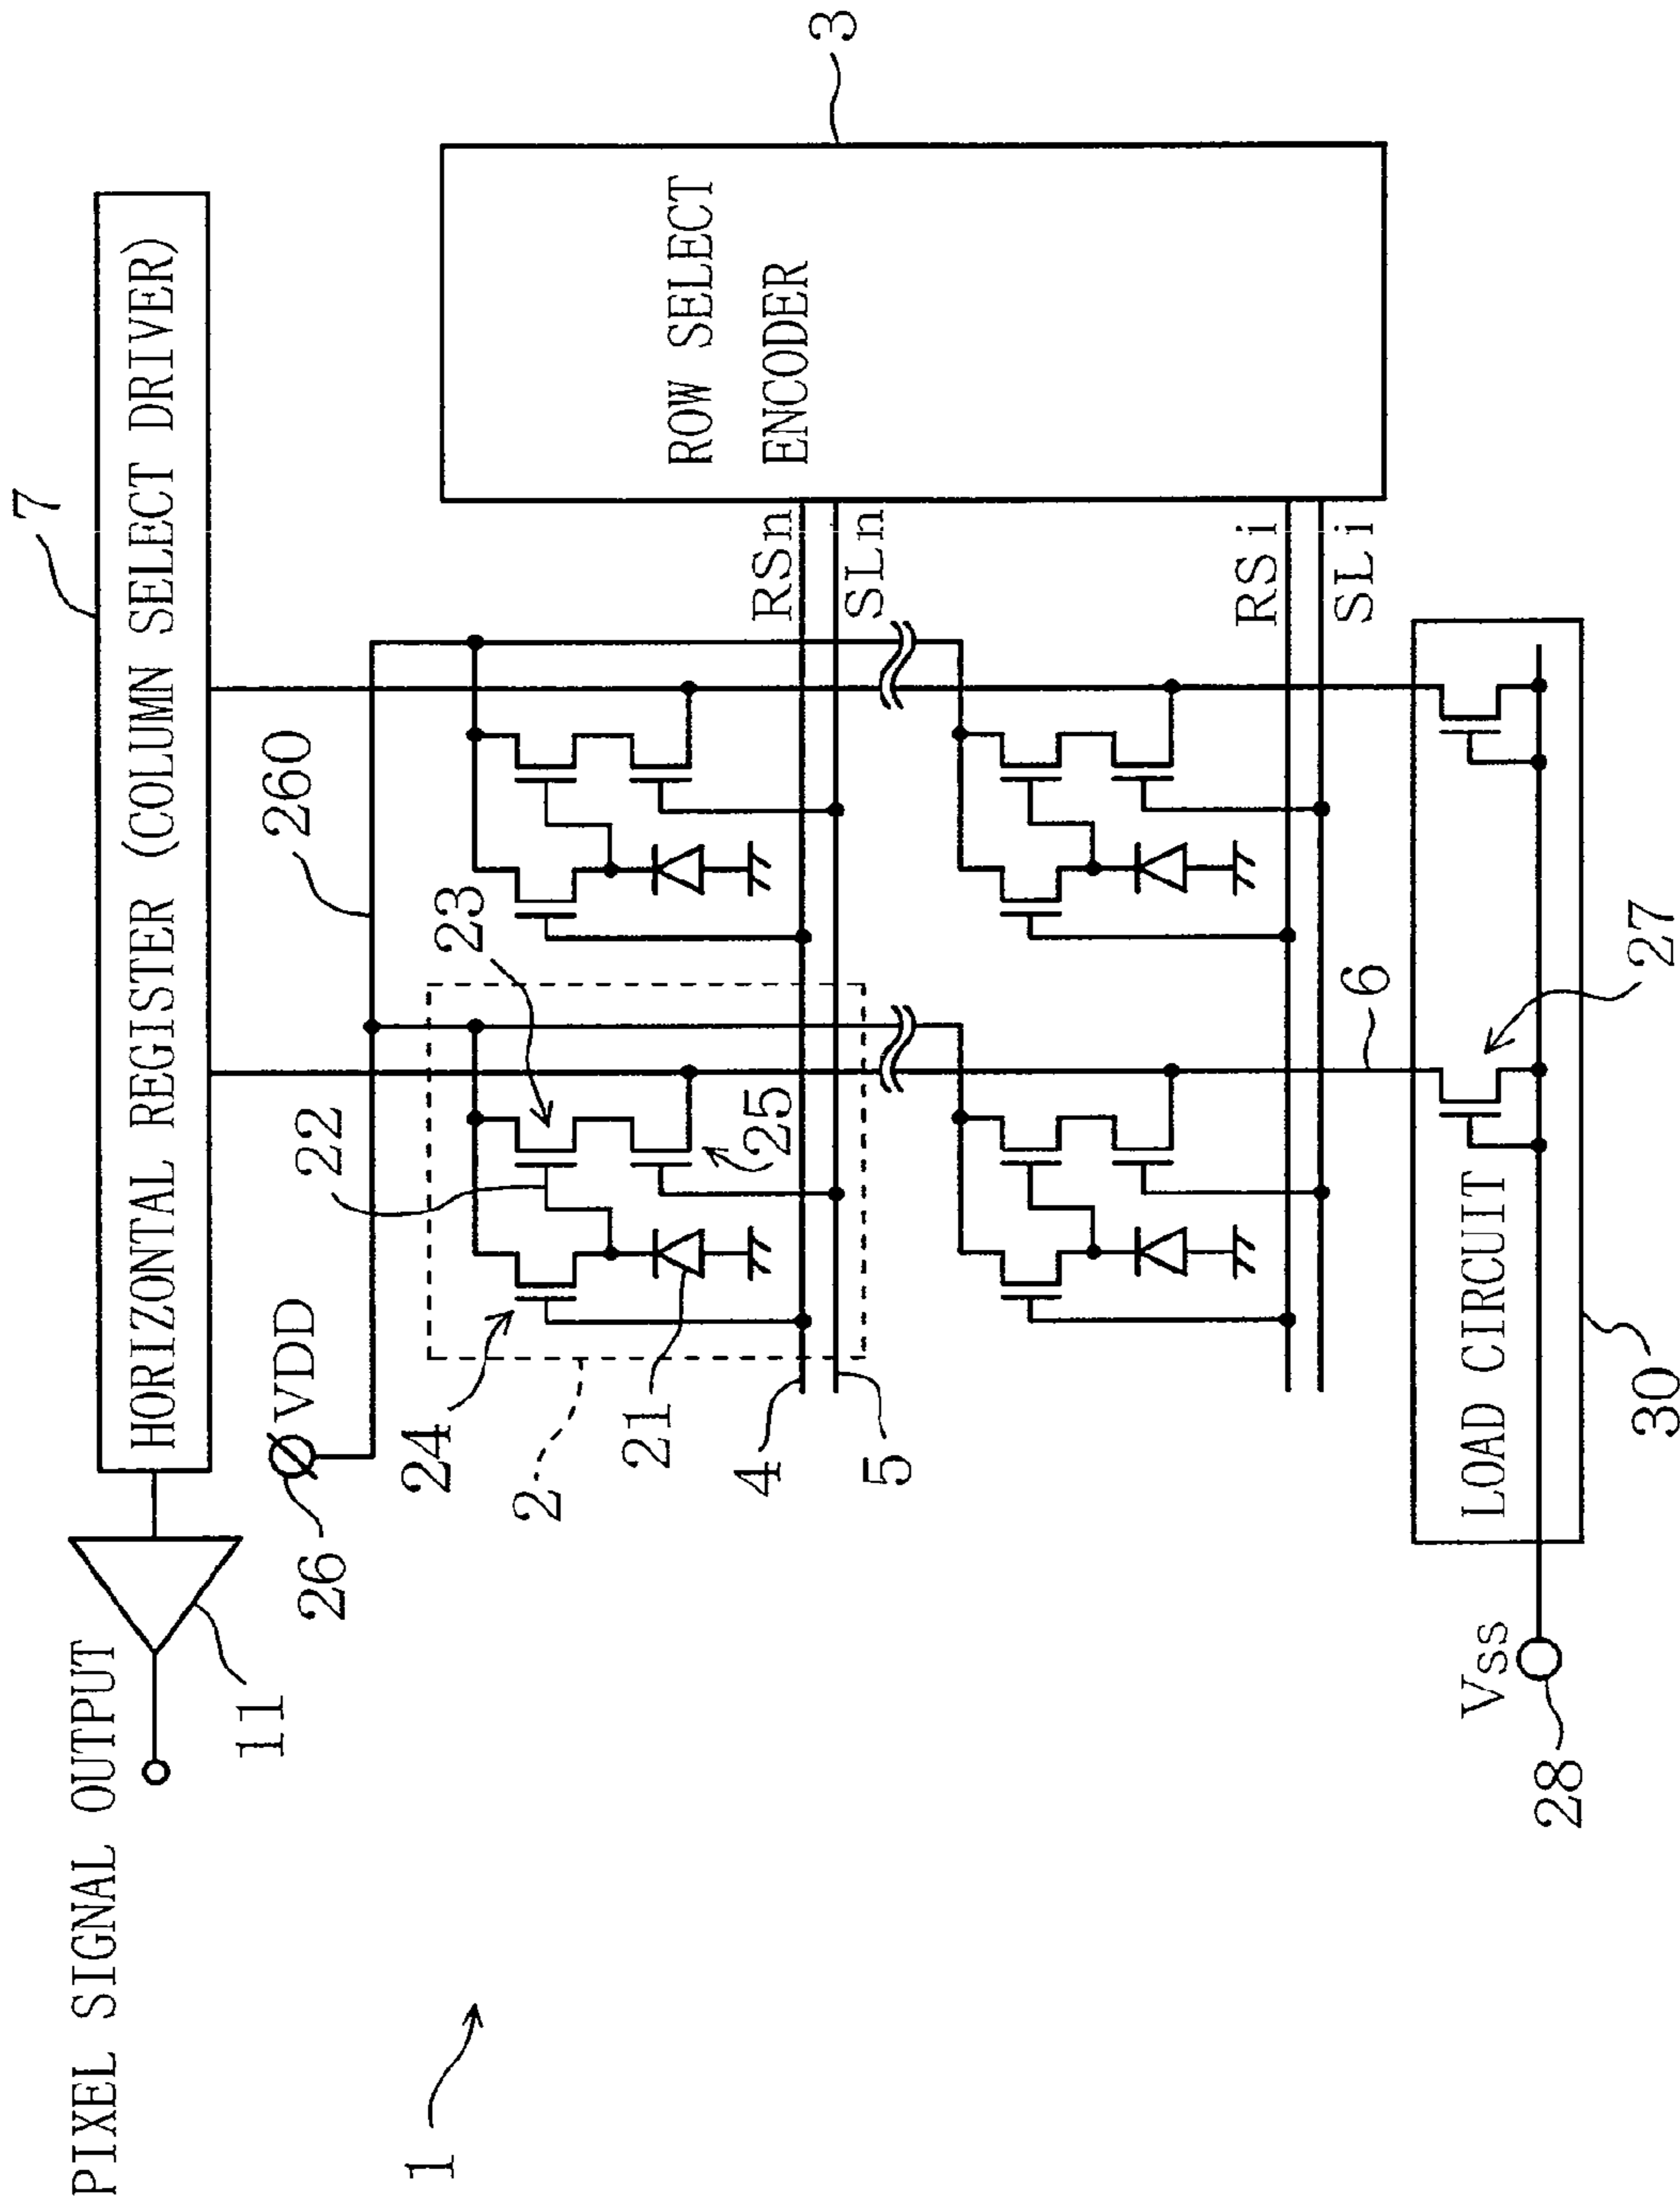 PIXEL SIGNAL OUTPUT
11
7
HORIZONTAL REGISTER (COLUMN SELECT DRIVER)
26
VDD
22
260
1
24
23
2
21
25
4
5
RSn
SLn
ROW SELECT
ENCODER
3
RSi
SLi
6
27
LOAD CIRCUIT
30
VSS
28